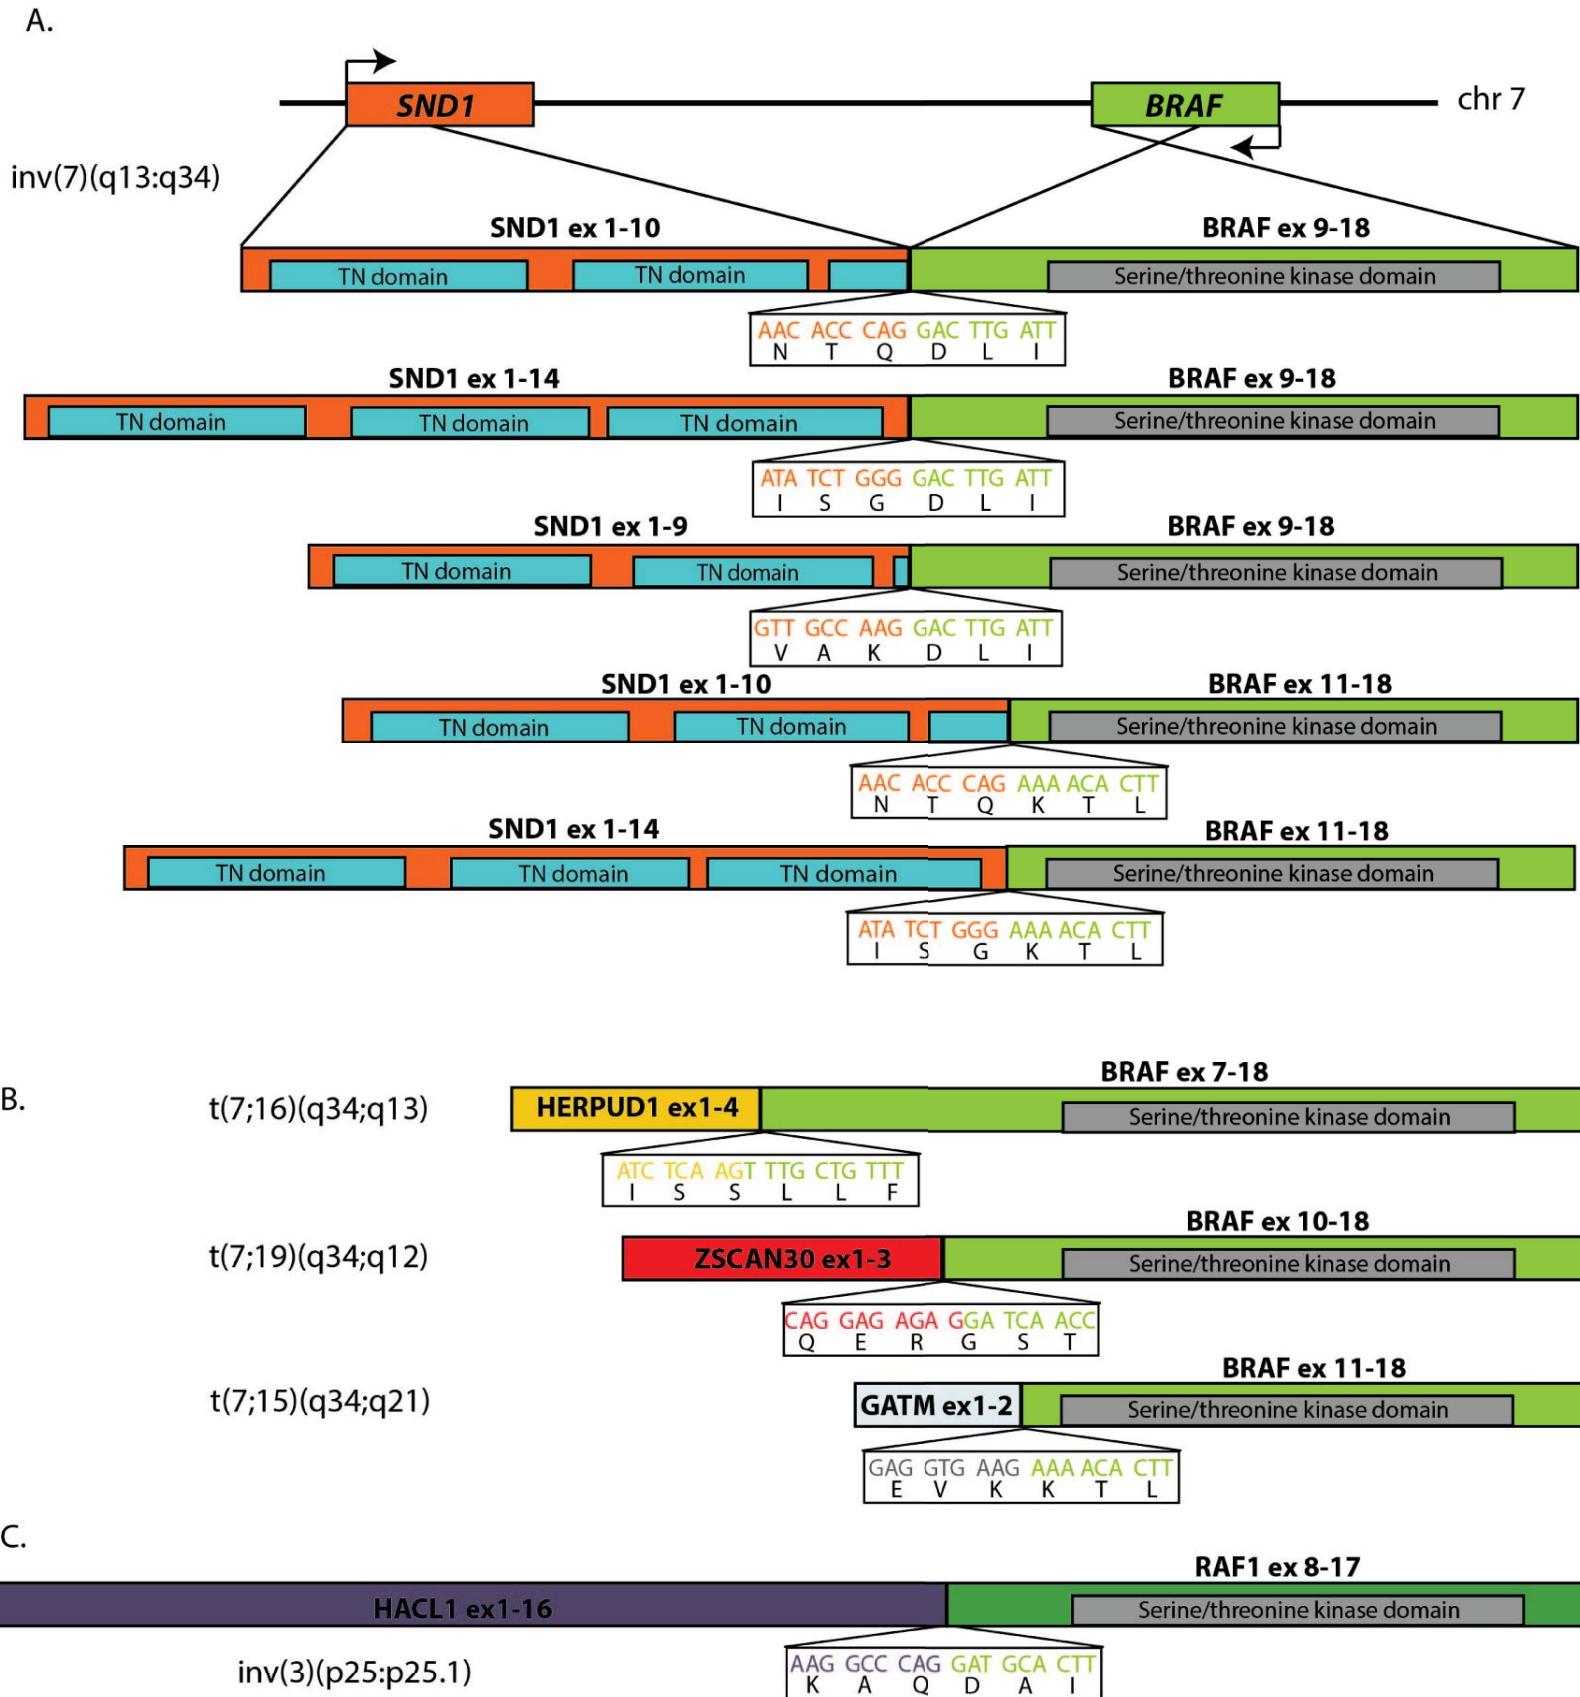 A.
SND1 BRAF chr 7
inv(7)(q13:q34)
SND1 ex 1-10 BRAF ex 9-18
TN domain TN domain Serine/threonine kinase domain
AAC ACC CAG GAC TTG ATT
N T Q D L I
SND1 ex 1-14 BRAF ex 9-18
TN domain TN domain TN domain Serine/threonine kinase domain
ATA TCT GGG GAC TTG ATT
I S G D L I
SND1 ex 1-9 BRAF ex 9-18
TN domain TN domain Serine/threonine kinase domain
GTT GCC AAG GAC TTG ATT
V A K D L I
SND1 ex 1-10 BRAF ex 11-18
TN domain TN domain Serine/threonine kinase domain
AAC ACC CAG AAA ACA CTT
N T Q K T L
SND1 ex 1-14 BRAF ex 11-18
TN domain TN domain TN domain Serine/threonine kinase domain
ATA TCT GGG AAA ACA CTT
I S G K T L
B.
BRAF ex 7-18
t(7;16)(q34;q13) HERPUD1 ex1-4 Serine/threonine kinase domain
ATC TCA AGT TTG CTG TTT
I S S L L F
BRAF ex 10-18
t(7;19)(q34;q12) ZSCAN30 ex1-3 Serine/threonine kinase domain
CAG GAG AGA GGA TCA ACC
Q E R G S T
BRAF ex 11-18
t(7;15)(q34;q21) GATM ex1-2 Serine/threonine kinase domain
GAG GTG AAG AAA ACA CTT
E V K K T L
C.
RAF1 ex 8-17
HACL1 ex1-16 Serine/threonine kinase domain
inv(3)(p25:p25.1) AAG GCC CAG GAT GCA CTT
K A Q D A I